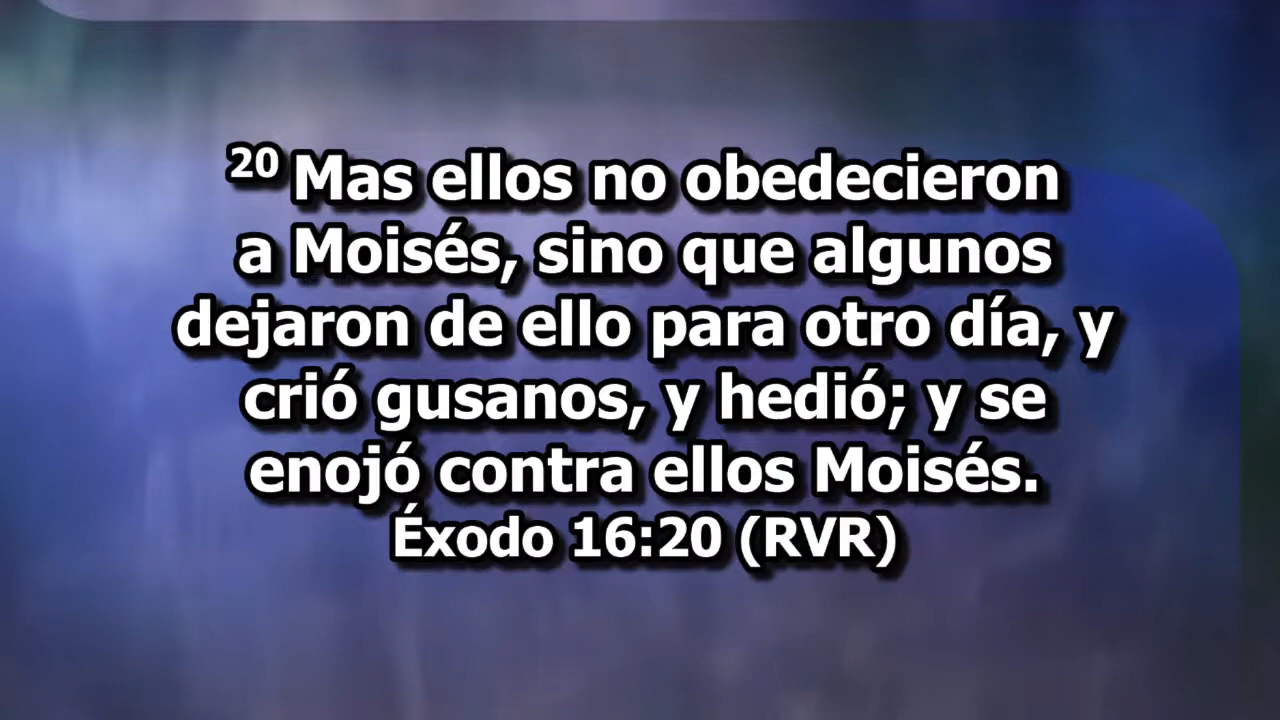 20 Mas ellos no obedecieron
a Moisés, sino que algunos
dejaron de ello para otro día, y
crió gusanos, y hedió; y se
enojó contra ellos Moisés.
Éxodo 16:20 (RVR)